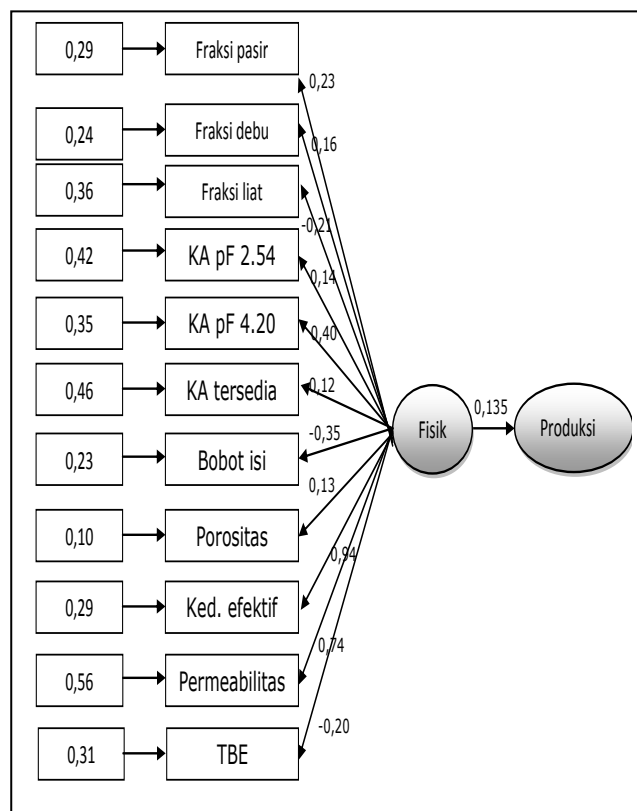 0,29
Fraksi pasir
0,23
0,24
Fraksi debu
0,16
0,36
Fraksi liat
-0,21
0,42
KA pF 2.54
0,14
0,35
KA pF 4.20
0,40
0,46
KA tersedia
0,12
Fisik
0,135
Produksi
0,23
Bobot isi
-0,35
0,13
0,10
Porositas
0,94
0,29
Ked. efektif
0,74
0,56
Permeabilitas
-0,20
0,31
TBE